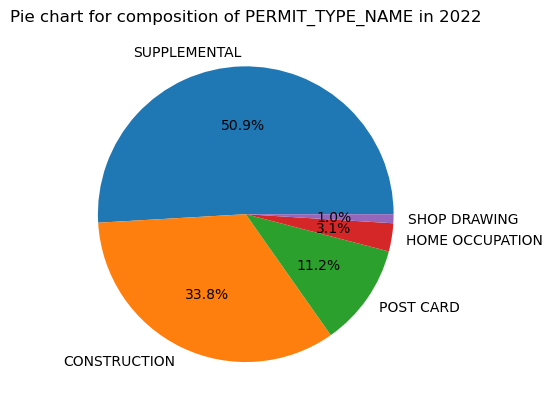 Pie chart for composition of PERMIT_TYPE_NAME in 2022
SUPPLEMENTAL
50.9%
1.0%
SHOP DRAWING
3.1%
HOME OCCUPATION
11.2%
33.8%
POST CARD
CONSTRUCTION